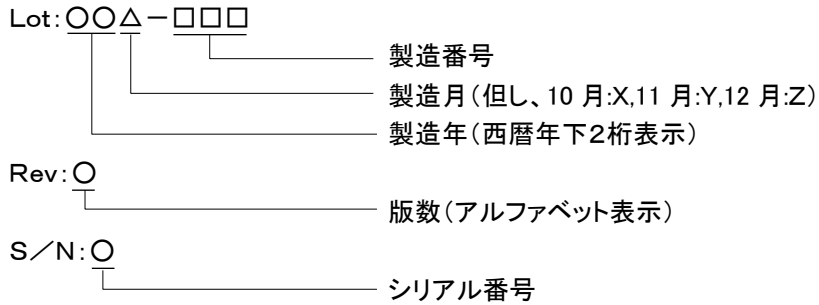 Lot:○○△-□□□
製造番号
製造月(但し、10 月:X,11 月:Y,12 月:Z)
製造年(西暦年下2桁表示)
Rev:○
版数(アルファベット表示)
S/N:○
シリアル番号